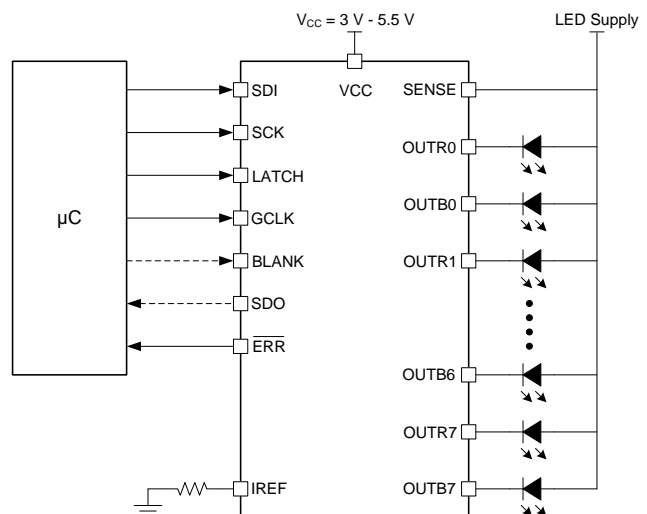 V_CC = 3 V - 5.5 V
LED Supply
SDI
VCC
SENSE
SCK
OUTR0
LATCH
OUTB0
µC
GCLK
BLANK
OUTR1
SDO
ERR
OUTB6
OUTR7
IREF
OUTB7